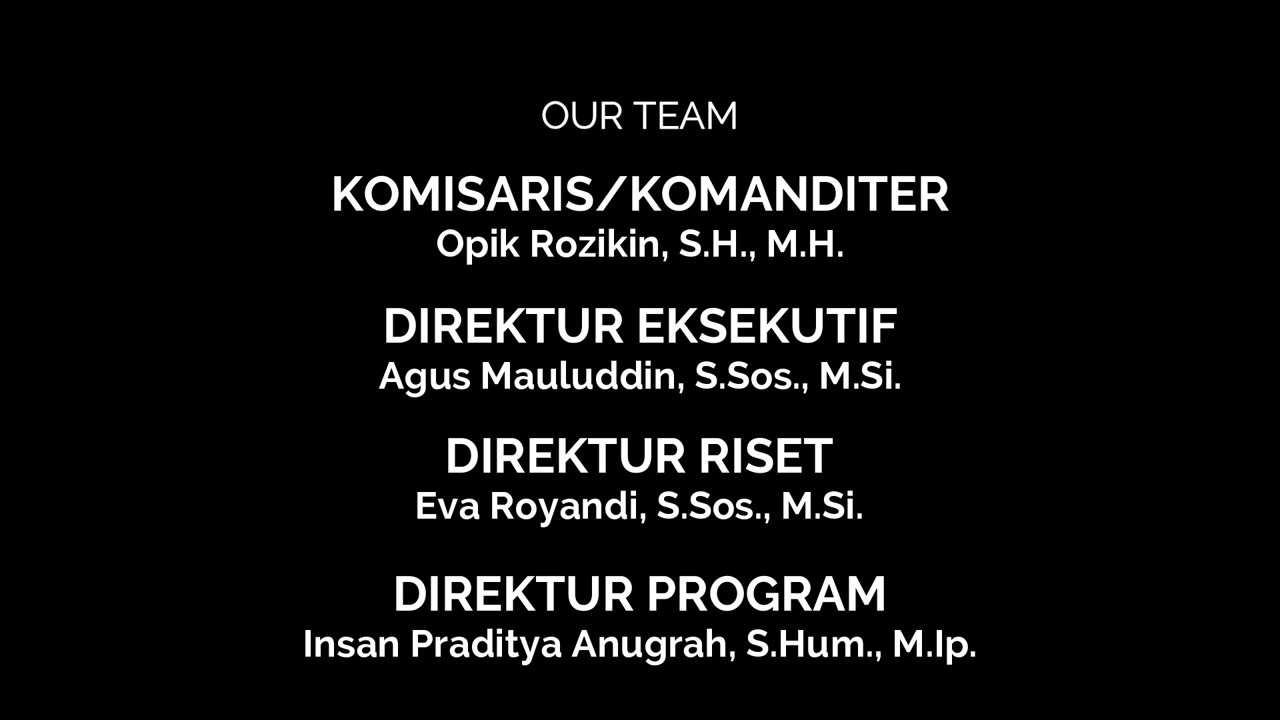 OUR TEAM
KOMISARIS/KOMANDITER
Opik Rozikin, S.H., M.H.
DIREKTUR EKSEKUTIF
Agus Mauluddin, S.Sos., M.Si.
DIREKTUR RISET
Eva Royandi, S.Sos., M.Si.
DIREKTUR PROGRAM
Insan Praditya Anugrah, S.Hum., M.Ip.